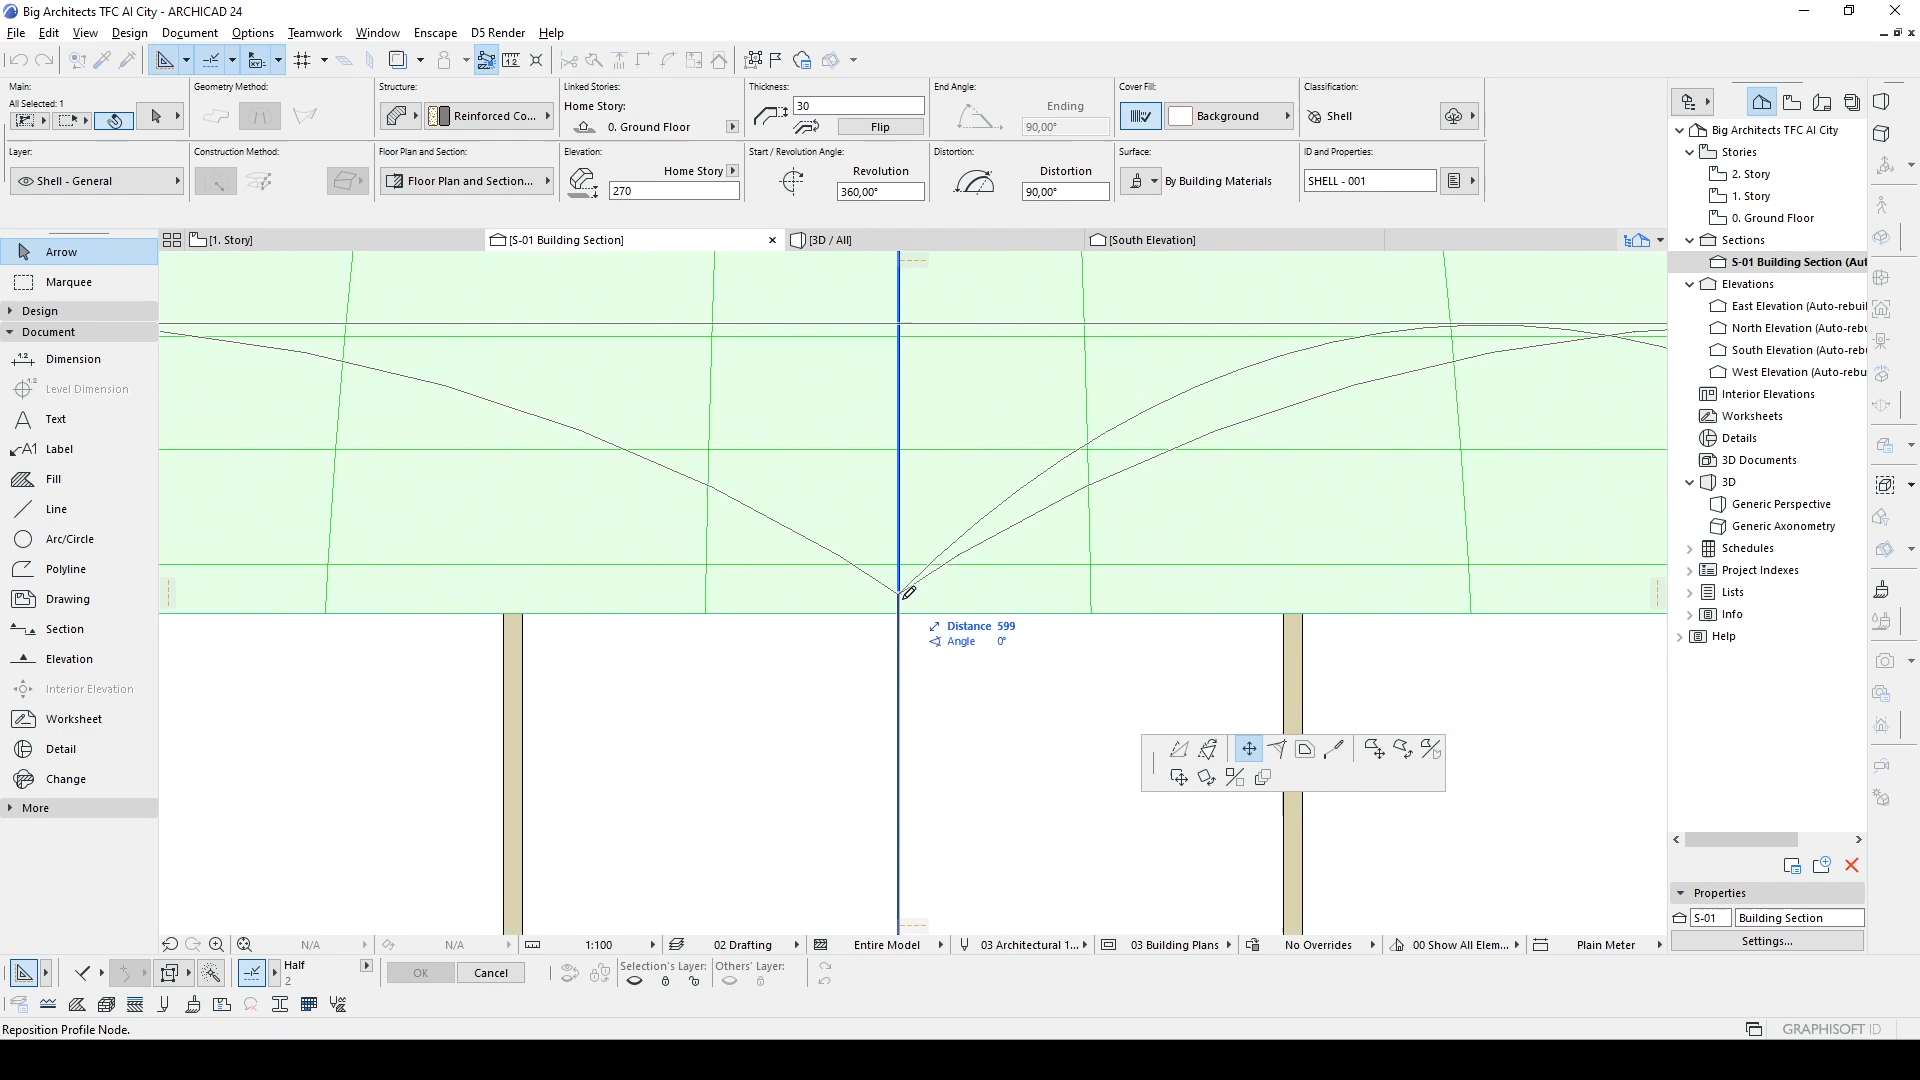 Big Architects TFC AI City - ARCHICAD 24
File Edit View Design Document Options Teamwork Window Enscape D5 Render Help
Main: Geometry Method: Structure: Linked Stories: Thickness: End Angle: Cover Fill: Classification:
All Selected: 1
Home Story: 30 Ending
Reinforced Co... Background Shell
0. Ground Floor Flip 90,00°
Layer: Construction Method: Floor Plan and Section: Elevation: Start / Revolution Angle: Distortion: Surface: ID and Properties:
Home Story Revolution Distortion
Shell - General Floor Plan and Section... By Building Materials SHELL - 001
270 360,00° 90,00°
[1. Story] [S-01 Building Section] [3D / All] [South Elevation]
Arrow
Marquee
Design
Document
Dimension
Level Dimension
Text
Label
Fill
Line
Arc/Circle
Polyline
Drawing
Section
Elevation
Interior Elevation
Worksheet
Detail
Change
More
Distance 599
Angle 0°
Big Architects TFC AI City
Stories
2. Story
1. Story
0. Ground Floor
Sections
S-01 Building Section (Aut
Elevations
East Elevation (Auto-rebuil
North Elevation (Auto-rebu
South Elevation (Auto-rebu
West Elevation (Auto-rebu
Interior Elevations
Worksheets
Details
3D Documents
3D
Generic Perspective
Generic Axonometry
Schedules
Project Indexes
Lists
Info
Help
Properties
S-01 Building Section
Settings...
N/A N/A 1:100 02 Drafting Entire Model 03 Architectural 1... 03 Building Plans No Overrides 00 Show All Elem... Plain Meter
Half
2
OK Cancel
Selection's Layer: Others' Layer:
Reposition Profile Node.
GRAPHISOFT ID